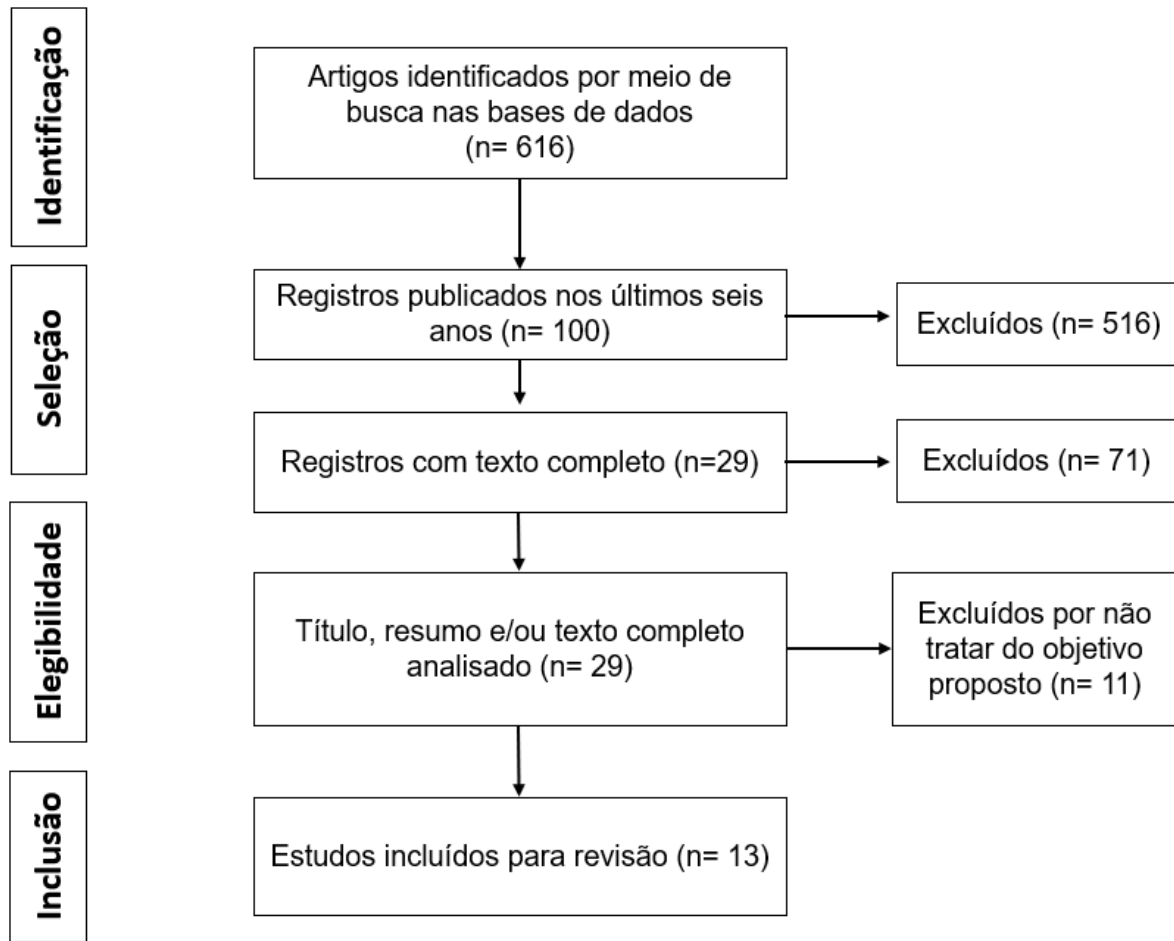 Identificação
Artigos identificados por meio de
busca nas bases de dados
(n= 616)
Seleção
Registros publicados nos últimos seis
anos (n= 100)
Excluídos (n= 516)
Registros com texto completo (n=29)
Excluídos (n= 71)
Elegibilidade
Título, resumo e/ou texto completo
analisado (n= 29)
Excluídos por não
tratar do objetivo
proposto (n= 11)
Inclusão
Estudos incluídos para revisão (n= 13)